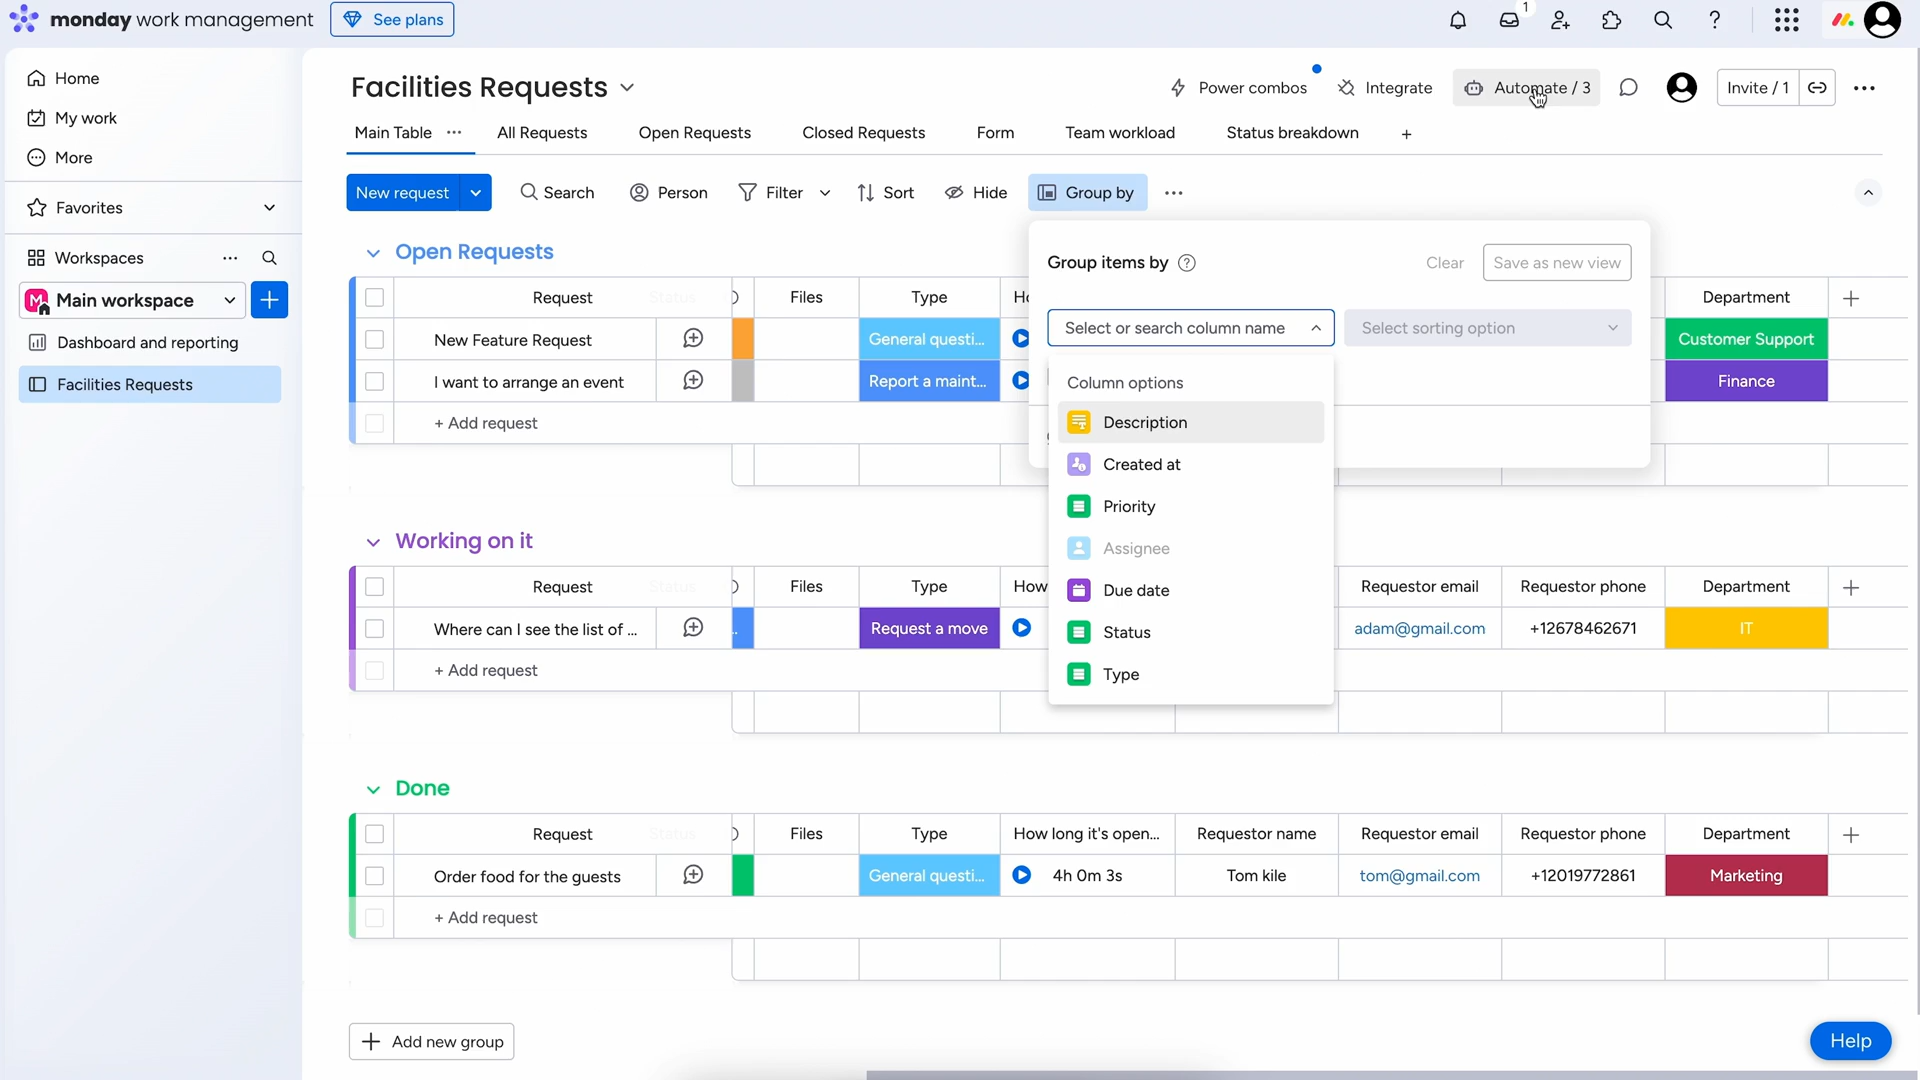 monday work management
See plans
1
Home
My work
More
Favorites
Workspaces
M
Main workspace
Dashboard and reporting
Facilities Requests
Facilities Requests
Power combos
Integrate
Automate / 3
Invite / 1
Main Table
All Requests
Open Requests
Closed Requests
Form
Team workload
Status breakdown
+
New request
Search
Person
Filter
Sort
Hide
Group by
Group items by
Clear
Save as new view
Select or search column name
Select sorting option
Column options
Description
Created at
Priority
Assignee
Due date
Status
Type
Open Requests
Request Status Files Type Department
New Feature Request General questi... Customer Support
I want to arrange an event Report a maint... Finance
+ Add request
Working on it
Request Status Files Type How Requestor email Requestor phone Department
Where can I see the list of ... Request a move adam@gmail.com +12678462671 IT
+ Add request
Done
Request Status Files Type How long it's open... Requestor name Requestor email Requestor phone Department
Order food for the guests General questi... 4h 0m 3s Tom kile tom@gmail.com +12019772861 Marketing
+ Add request
Add new group
Help